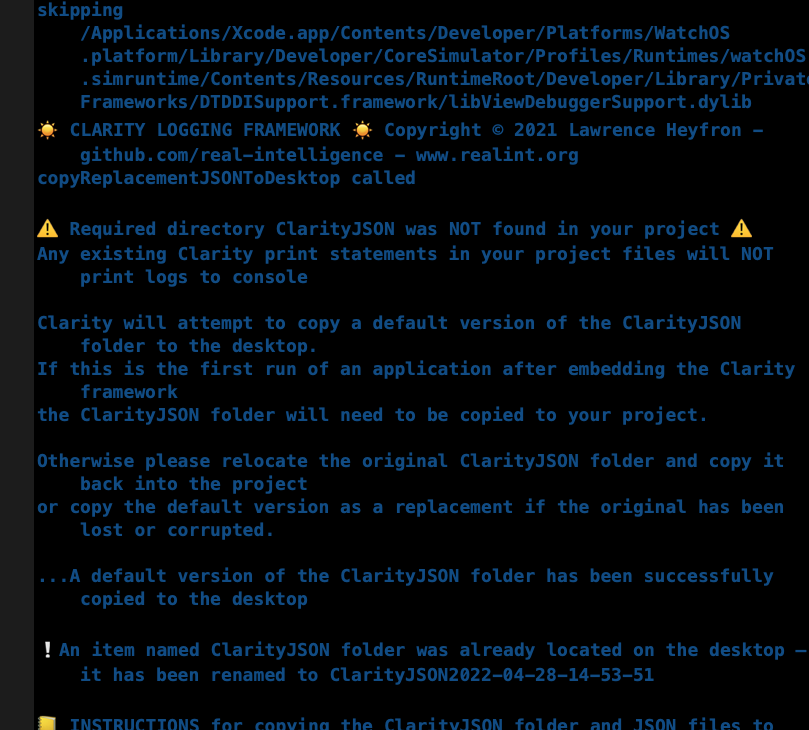 skipping
/Applications/Xcode.app/Contents/Developer/Platforms/WatchOS
.platform/Library/Developer/CoreSimulator/Profiles/Runtimes/watchOS
.simruntime/Contents/Resources/RuntimeRoot/Developer/Library/Private
Frameworks/DTDDISupport.framework/libViewDebuggerSupport.dylib
☀️ CLARITY LOGGING FRAMEWORK ☀️ Copyright © 2021 Lawrence Heyfron –
github.com/real-intelligence – www.realint.org
copyReplacementJSONToDesktop called
⚠️ Required directory ClarityJSON was NOT found in your project ⚠️
Any existing Clarity print statements in your project files will NOT
print logs to console
Clarity will attempt to copy a default version of the ClarityJSON
folder to the desktop.
If this is the first run of an application after embedding the Clarity
framework
the ClarityJSON folder will need to be copied to your project.
Otherwise please relocate the original ClarityJSON folder and copy it
back into the project
or copy the default version as a replacement if the original has been
lost or corrupted.
...A default version of the ClarityJSON folder has been successfully
copied to the desktop
❕An item named ClarityJSON folder was already located on the desktop –
it has been renamed to ClarityJSON2022-04-28-14-53-51
📒 INSTRUCTIONS for copying the ClarityJSON folder and JSON files to